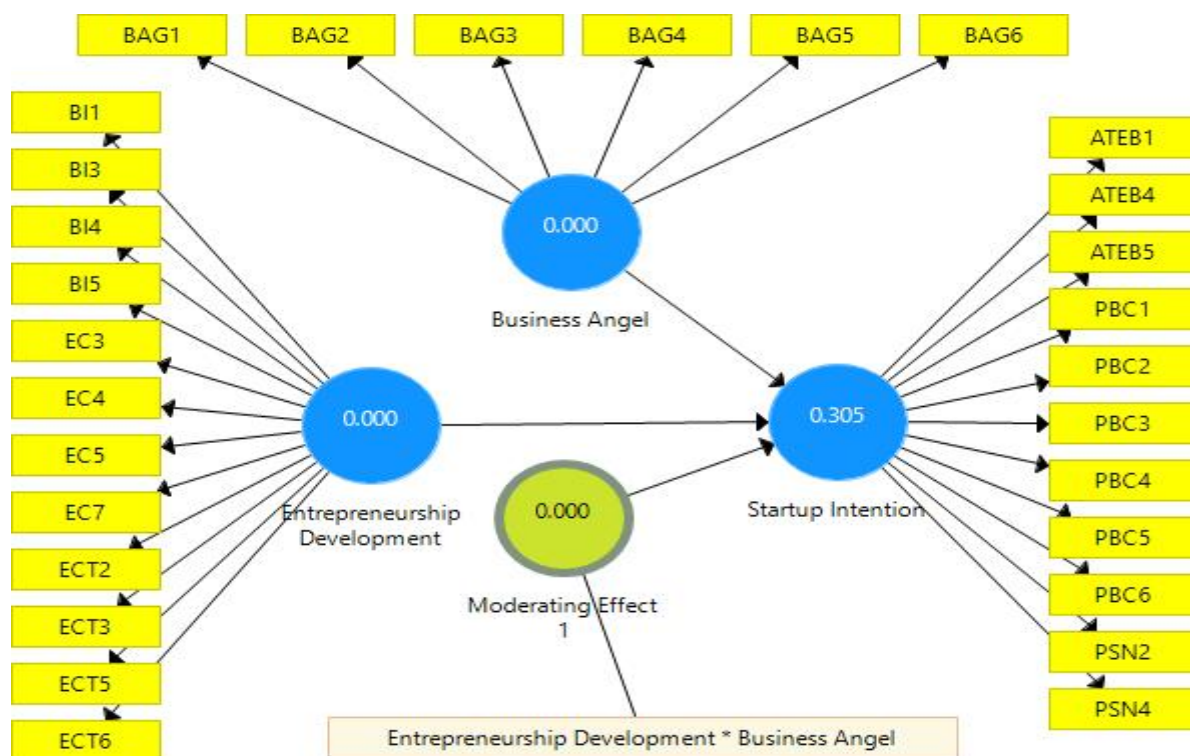 BAG1
BAG2
BAG3
BAG4
BAG5
BAG6
BI1
BI3
BI4
BI5
EC3
EC4
EC5
EC7
ECT2
ECT3
ECT5
ECT6
0.000
Business Angel
0.000
Entrepreneurship
Development
0.000
Moderating Effect
1
0.305
Startup Intention
ATEB1
ATEB4
ATEB5
PBC1
PBC2
PBC3
PBC4
PBC5
PBC6
PSN2
PSN4
Entrepreneurship Development * Business Angel